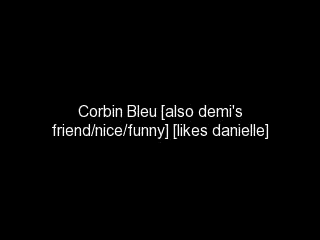 Corbin Bleu [also demi's
friend/nice/funny] [likes danielle]